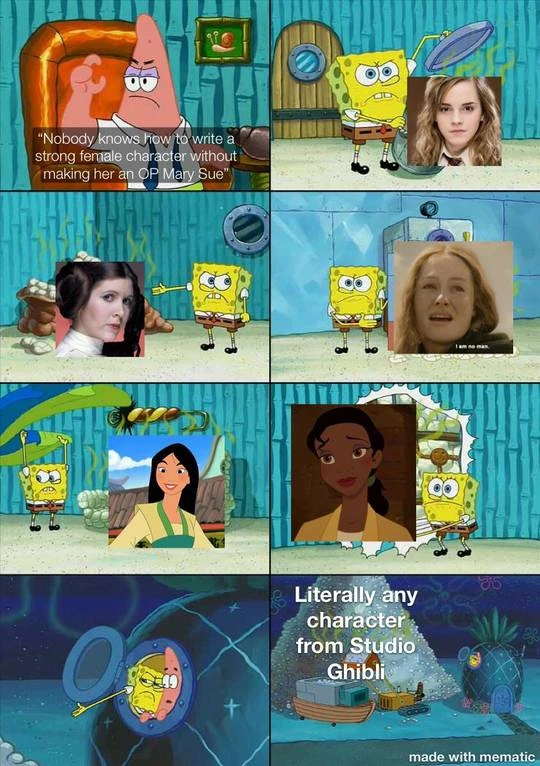 “Nobody knows how to write a
strong female character without
making her an OP Mary Sue”
I am no man.
Literally any
character
from Studio
Ghibli
made with mematic